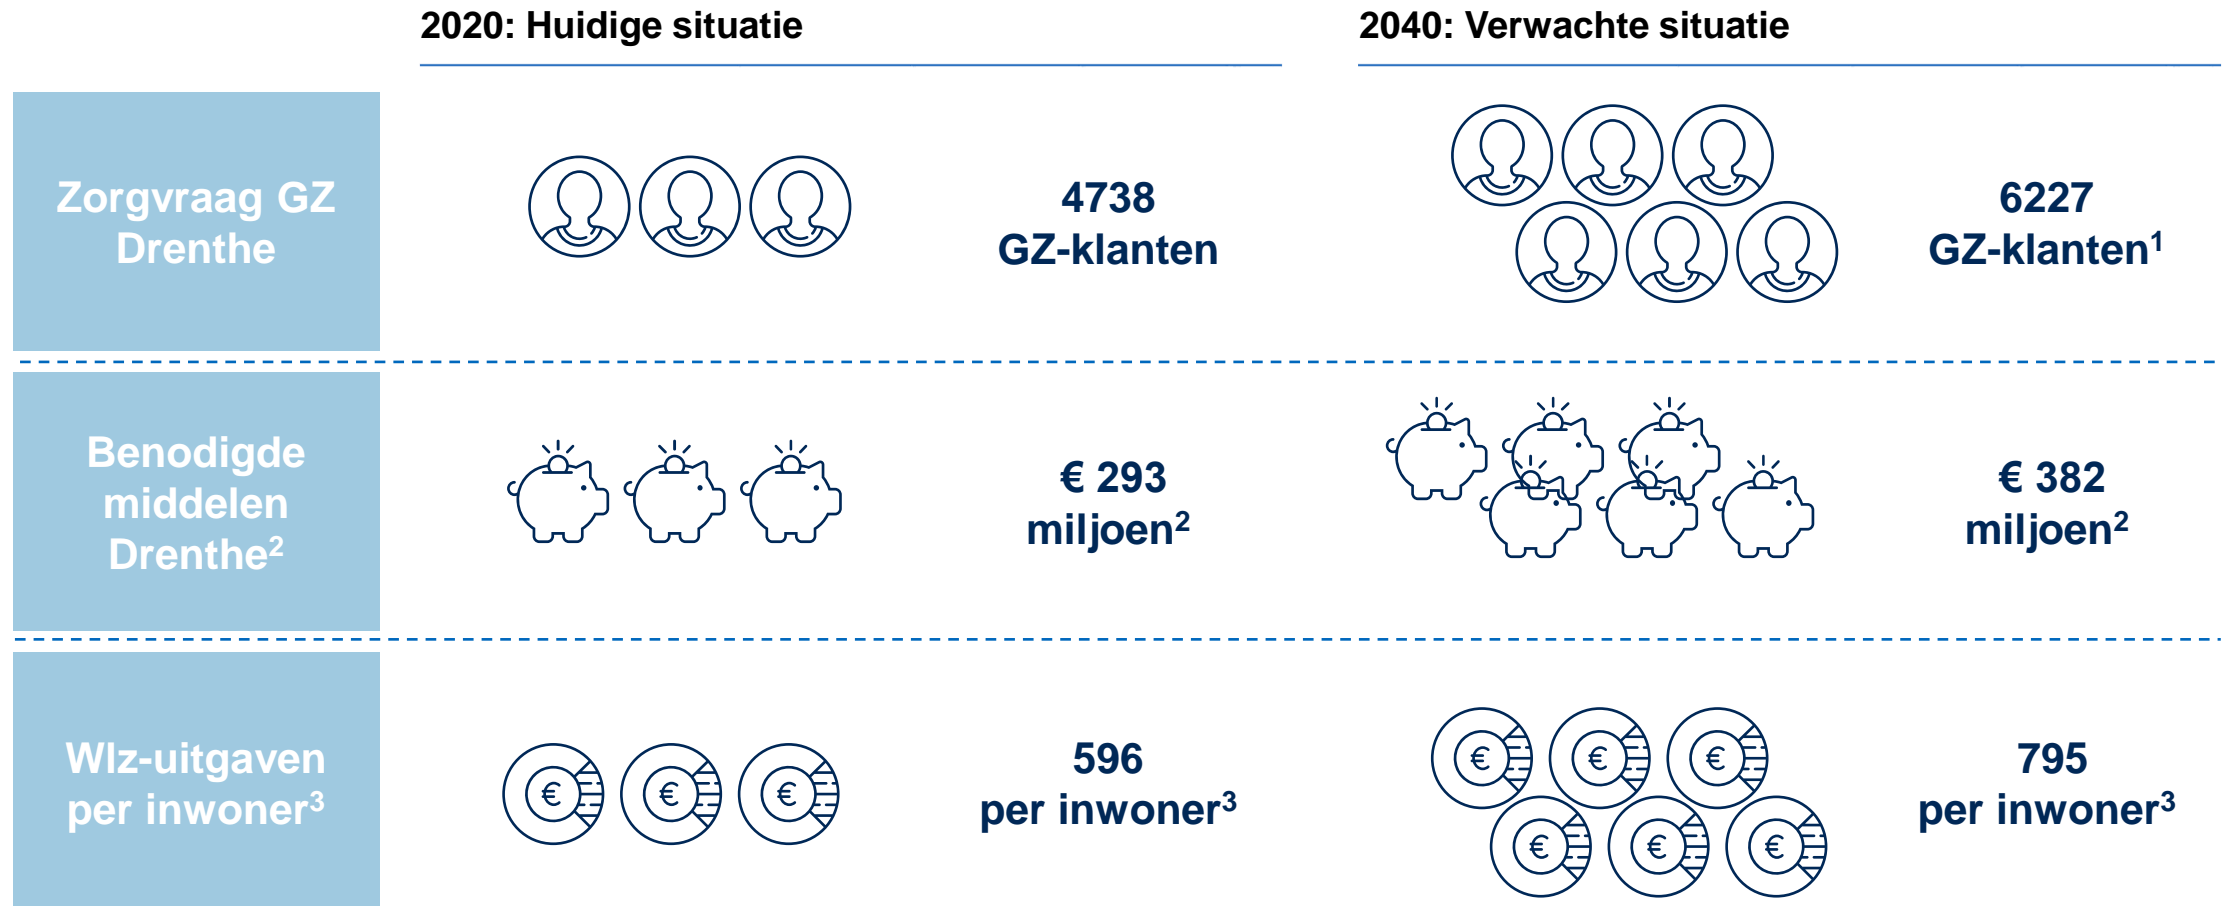 2020: Huidige situatie
2040: Verwachte situatie
Zorgvraag GZ
Drenthe
4738
GZ-klanten
6227
GZ-klanten¹
Benodigde
middelen
Drenthe²
€ 293
miljoen²
€ 382
miljoen²
Wlz-uitgaven
per inwoner³
€
€
€
596
per inwoner³
€
€
€
€
€
€
795
per inwoner³